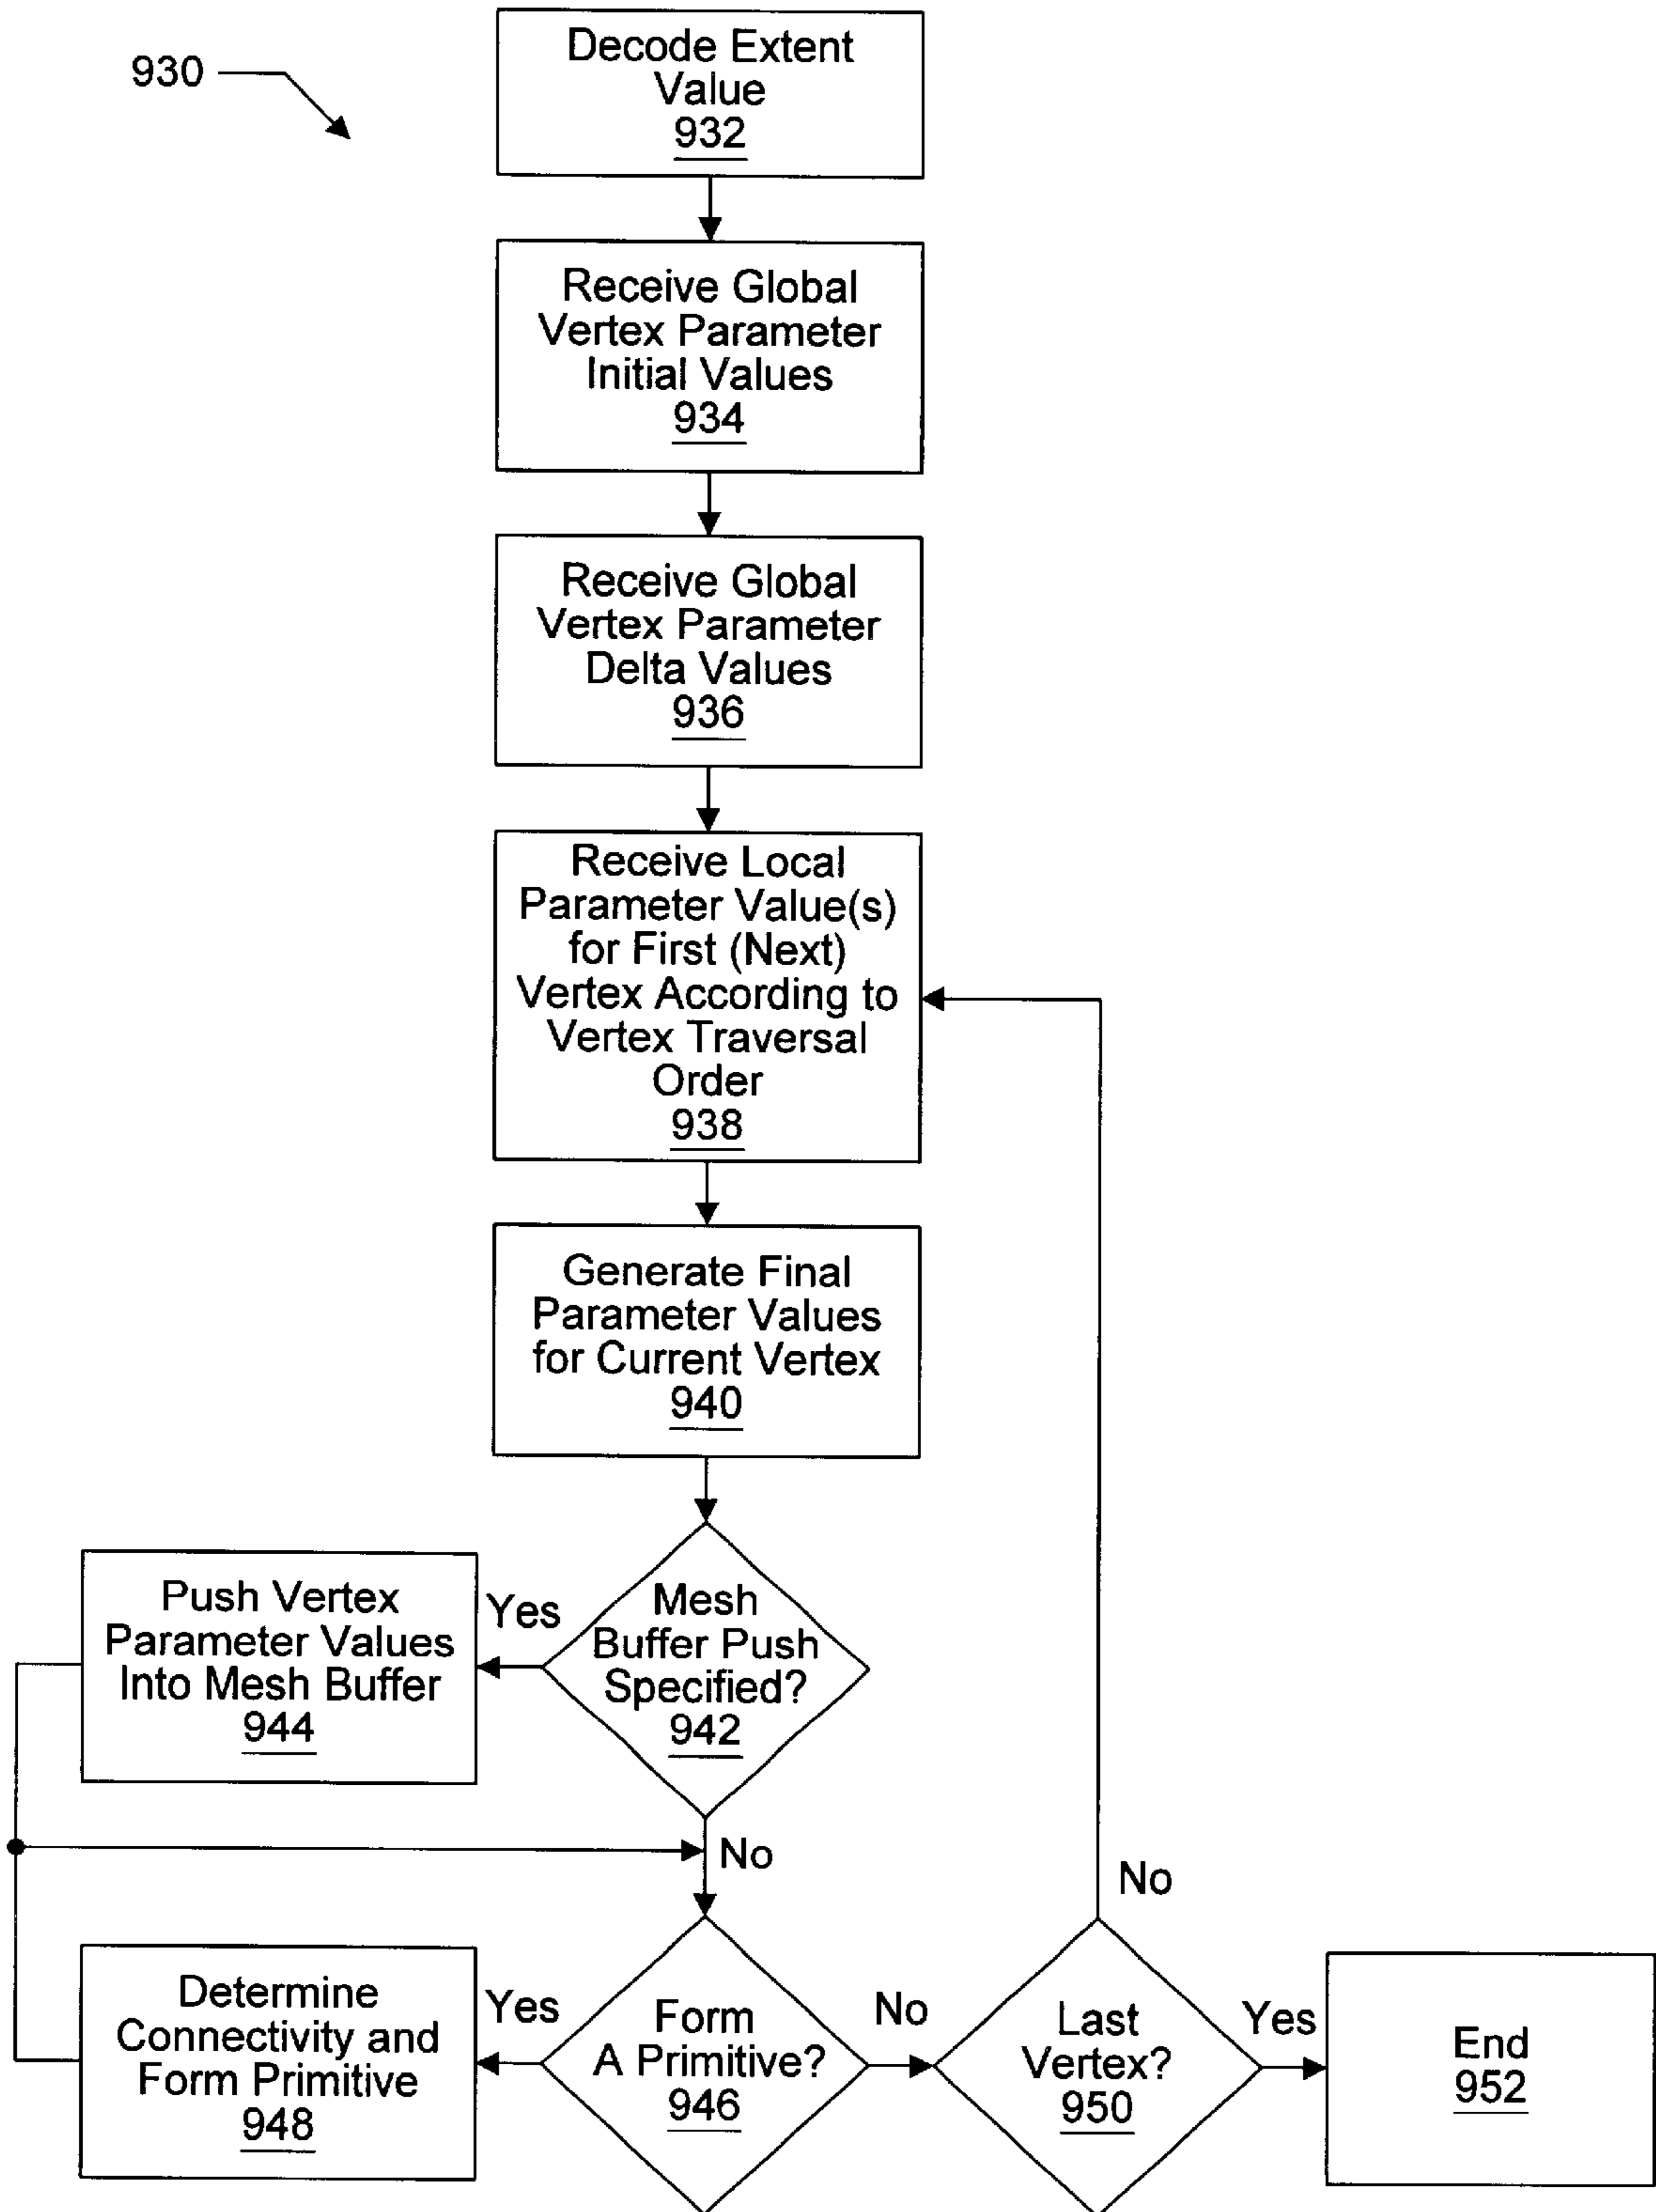 930
Decode Extent
Value
932
Receive Global
Vertex Parameter
Initial Values
934
Receive Global
Vertex Parameter
Delta Values
936
Receive Local
Parameter Value(s)
for First (Next)
Vertex According to
Vertex Traversal
Order
938
Generate Final
Parameter Values
for Current Vertex
940
Mesh
Buffer Push
Specified?
942
Yes
Push Vertex
Parameter Values
Into Mesh Buffer
944
No
Form
A Primitive?
946
Yes
Determine
Connectivity and
Form Primitive
948
No
Last
Vertex?
950
No
Yes
End
952